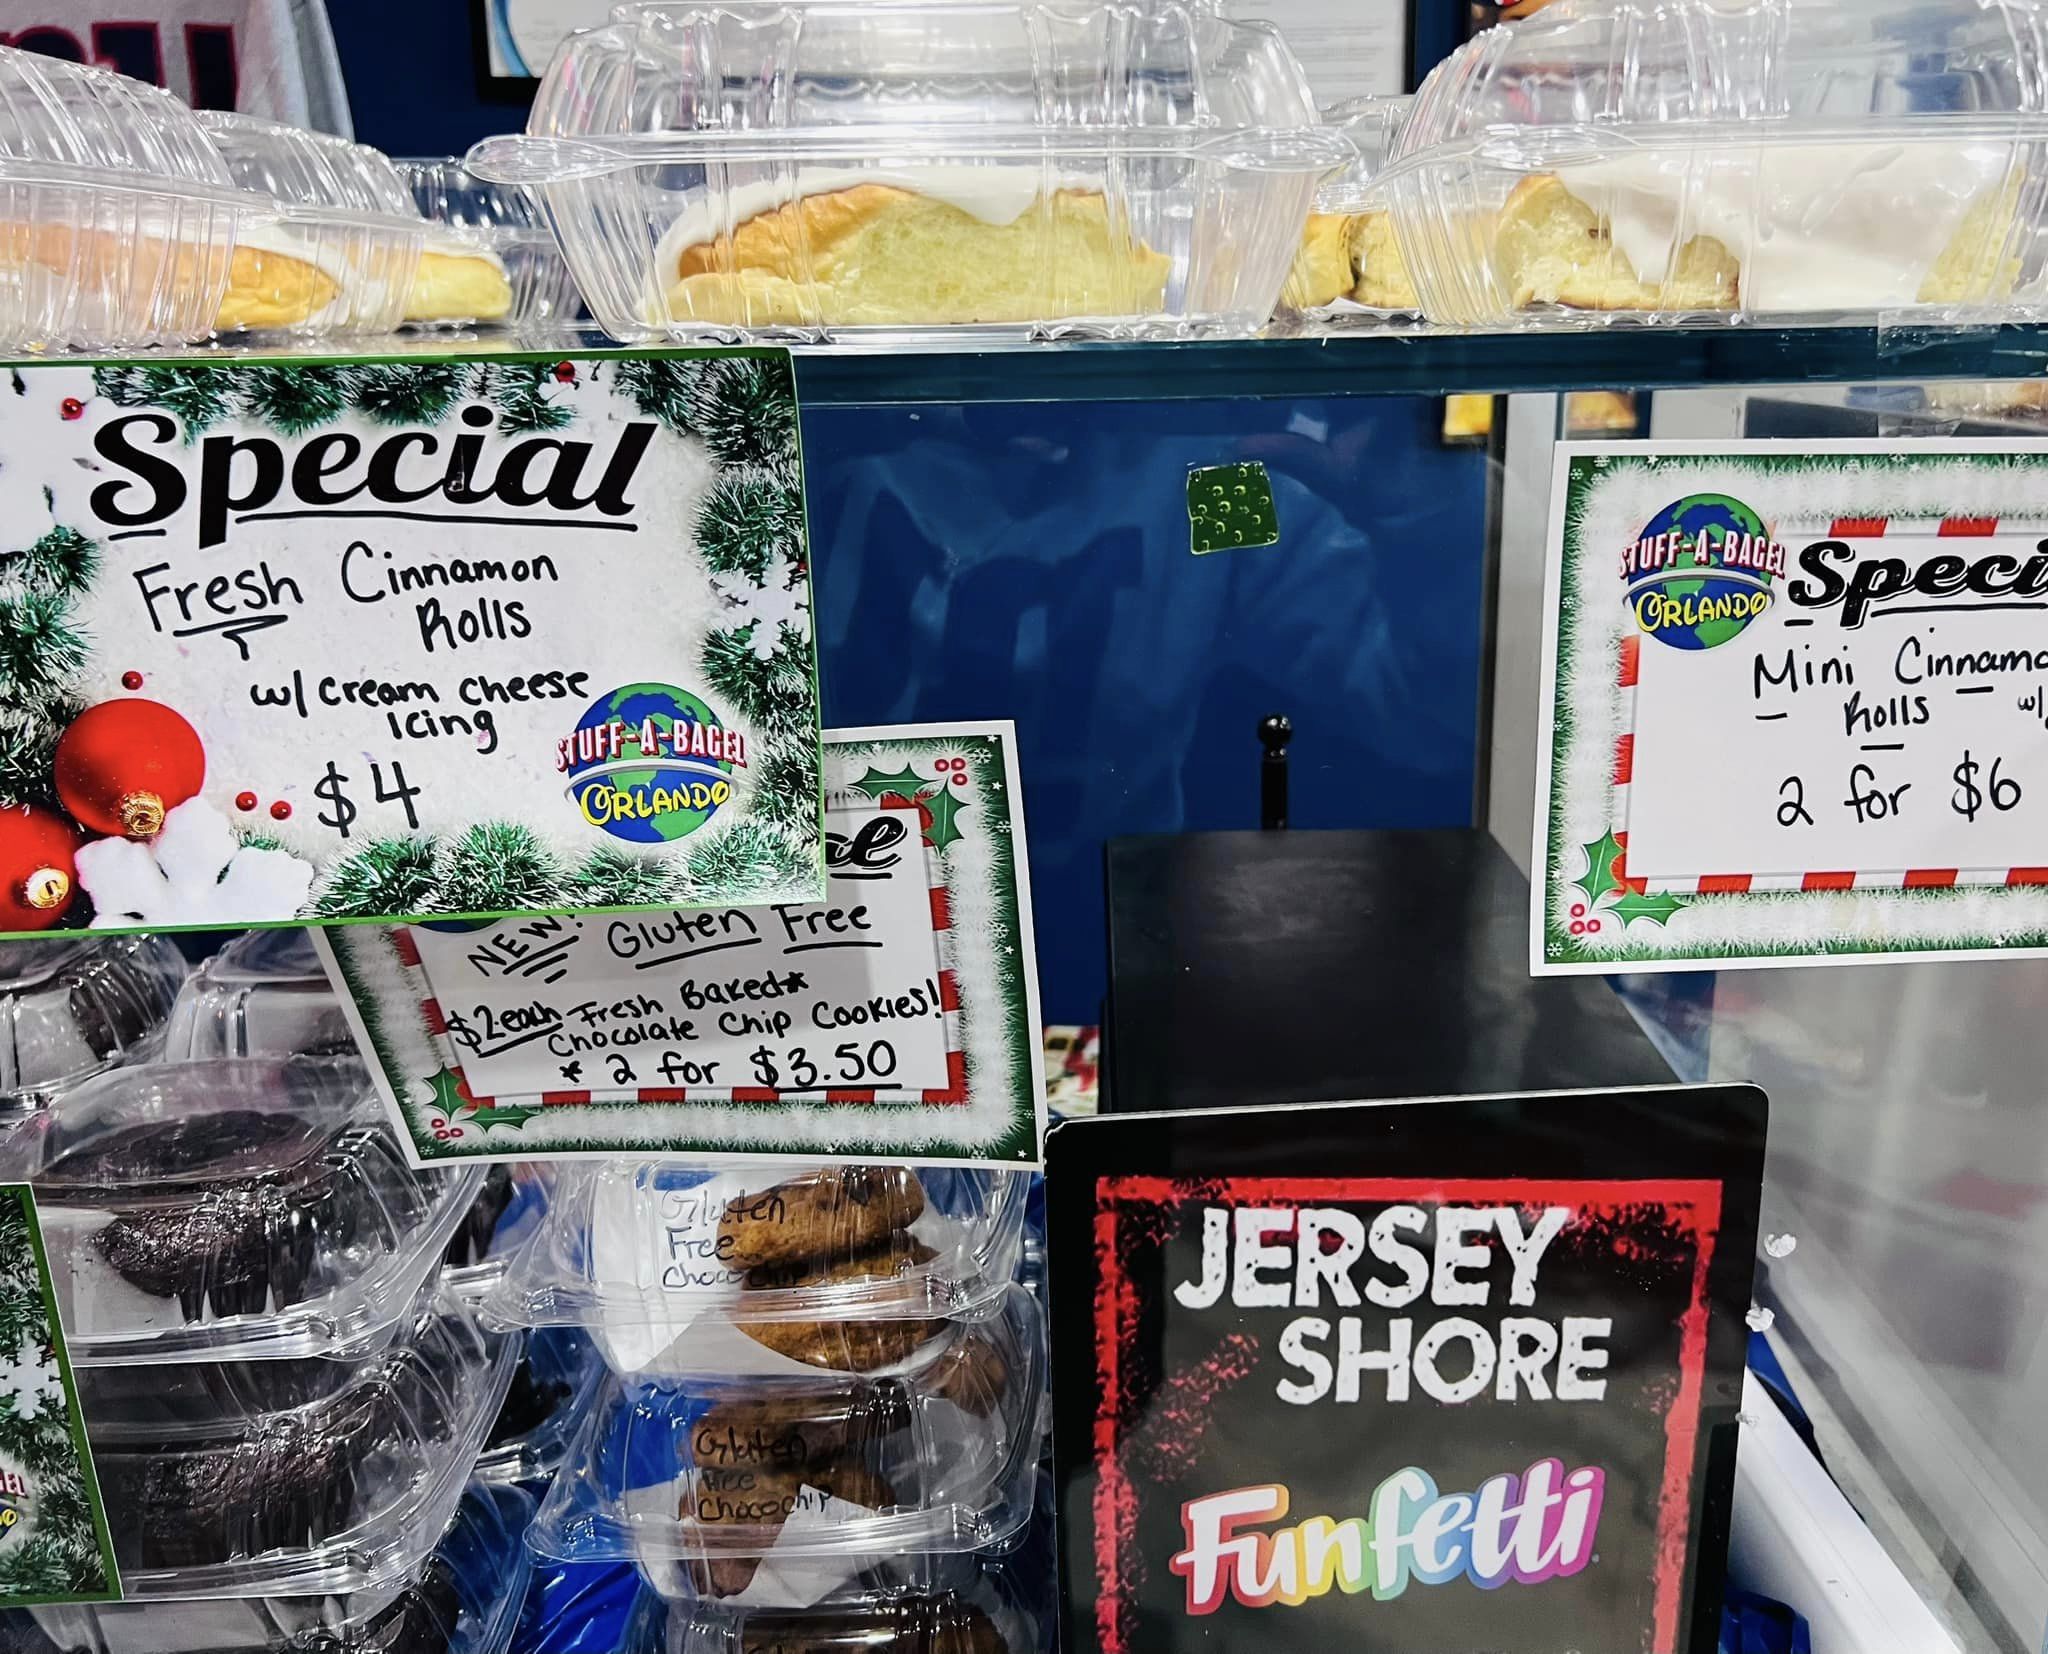 Special
Fresh Cinnamon
Rolls
w/ cream cheese
Icing
$4
STUFF-A-BAGEL
ORLANDO
STUFF-A-BAGEL
ORLANDO
Mini
Rolls w/
2 for $6
NEW! Gluten Free
$2 each Fresh Baked*
Chocolate Chip Cookies!
* 2 for $3.50
Gluten
Free
Gluten
Free
Chocochip
JERSEY
SHORE
Funfetti